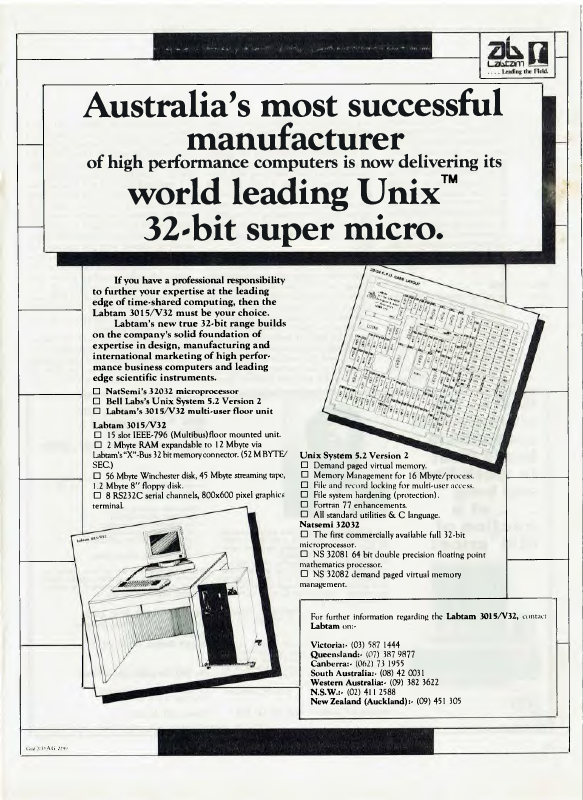 Labtam
.... Leading the Field.
Australia's most successful
manufacturer
of high performance computers is now delivering its
world leading Unix™
32-bit super micro.
If you have a professional responsibility
to further your expertise at the leading
edge of time-shared computing, then the
Labtam 3015/V32 must be your choice.
Labtam's new true 32-bit range builds
on the company's solid foundation of
expertise in design, manufacturing and
international marketing of high perfor-
mance business computers and leading
edge scientific instruments.
☐ NatSemi's 32032 microprocessor
☐ Bell Labs's Unix System 5.2 Version 2
☐ Labtam's 3015/V32 multi-user floor unit
Labtam 3015/V32
☐ 15 slot IEEE-796 (Multibus)floor mounted unit.
☐ 2 Mbyte RAM expandable to 12 Mbyte via
Labtam's "X"-Bus 32 bit memory connector. (52 M BYTE/
SEC.)
☐ 56 Mbyte Winchester disk, 45 Mbyte streaming tape,
1.2 Mbyte 8" floppy disk.
☐ 8 RS232C serial channels, 800x600 pixel graphics
terminal.
CARD LAYOUT
Unix System 5.2 Version 2
☐ Demand paged virtual memory.
☐ Memory Management for 16 Mbyte/process.
☐ File and record locking for multi-user access.
☐ File system hardening (protection).
☐ Fortran 77 enhancements.
☐ All standard utilities & C language.
Natsemi 32032
☐ The first commercially available full 32-bit
microprocessor.
☐ NS 32081 64 bit double precision floating point
mathematics processor.
☐ NS 32082 demand paged virtual memory
management.
Labtam
For further information regarding the Labtam 3015/V32, contact
Labtam on:-
Victoria:- (03) 587 1444
Queensland:- (07) 387 9877
Canberra:- (062) 73 1955
South Australia:- (08) 42 0031
Western Australia:- (09) 382 3622
N.S.W.:- (02) 411 2588
New Zealand (Auckland):- (09) 451 305